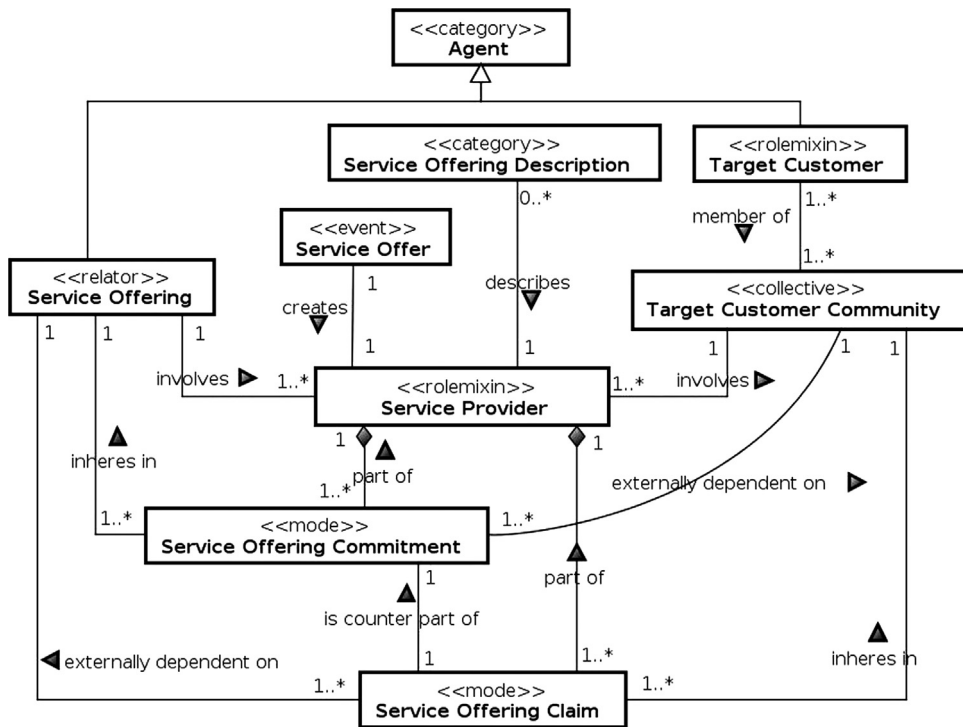 <<category>>
Agent
<<category>>
Service Offering Description
<<rolemixin>>
Target Customer
0..*
1..*
member of
<<event>>
Service Offer
<<relator>>
Service Offering
1..*
<<collective>>
Target Customer Community
1
describes
creates
1
1
1
1
1
1
1
1
involves
1..*
<<rolemixin>>
Service Provider
1..*
involves
1
1
inheres in
part of
externally dependent on
1..*
1..*
<<mode>>
Service Offering Commitment
1..*
1
part of
is counter part of
externally dependent on
1
1..*
inheres in
1..*
<<mode>>
Service Offering Claim
1..*